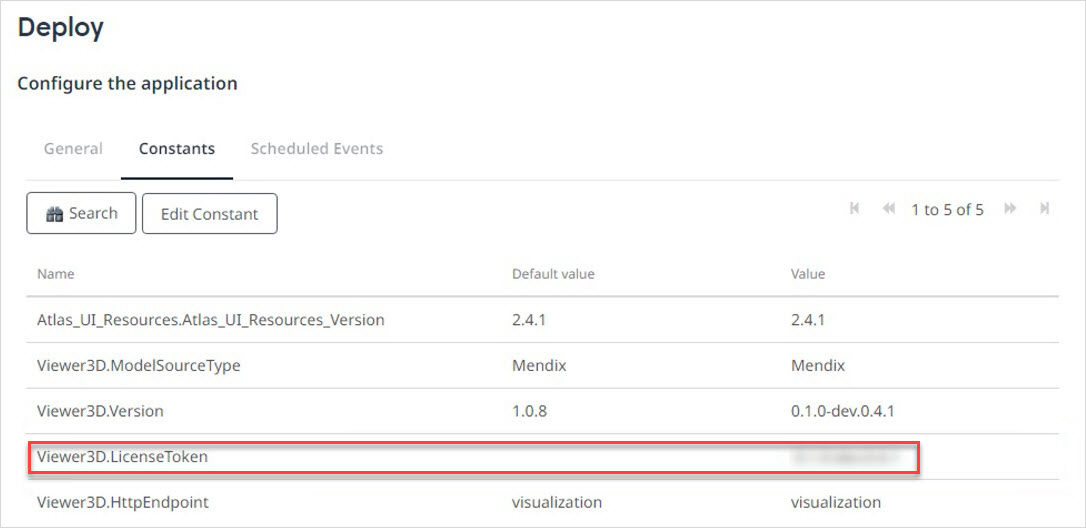 Deploy
Configure the application
General Constants Scheduled Events
Search Edit Constant 1 to 5 of 5
Name Default value Value
Atlas_UI_Resources.Atlas_UI_Resources_Version 2.4.1 2.4.1
Viewer3D.ModelSourceType Mendix Mendix
Viewer3D.Version 1.0.8 0.1.0-dev.0.4.1
Viewer3D.LicenseToken
Viewer3D.HttpEndpoint visualization visualization